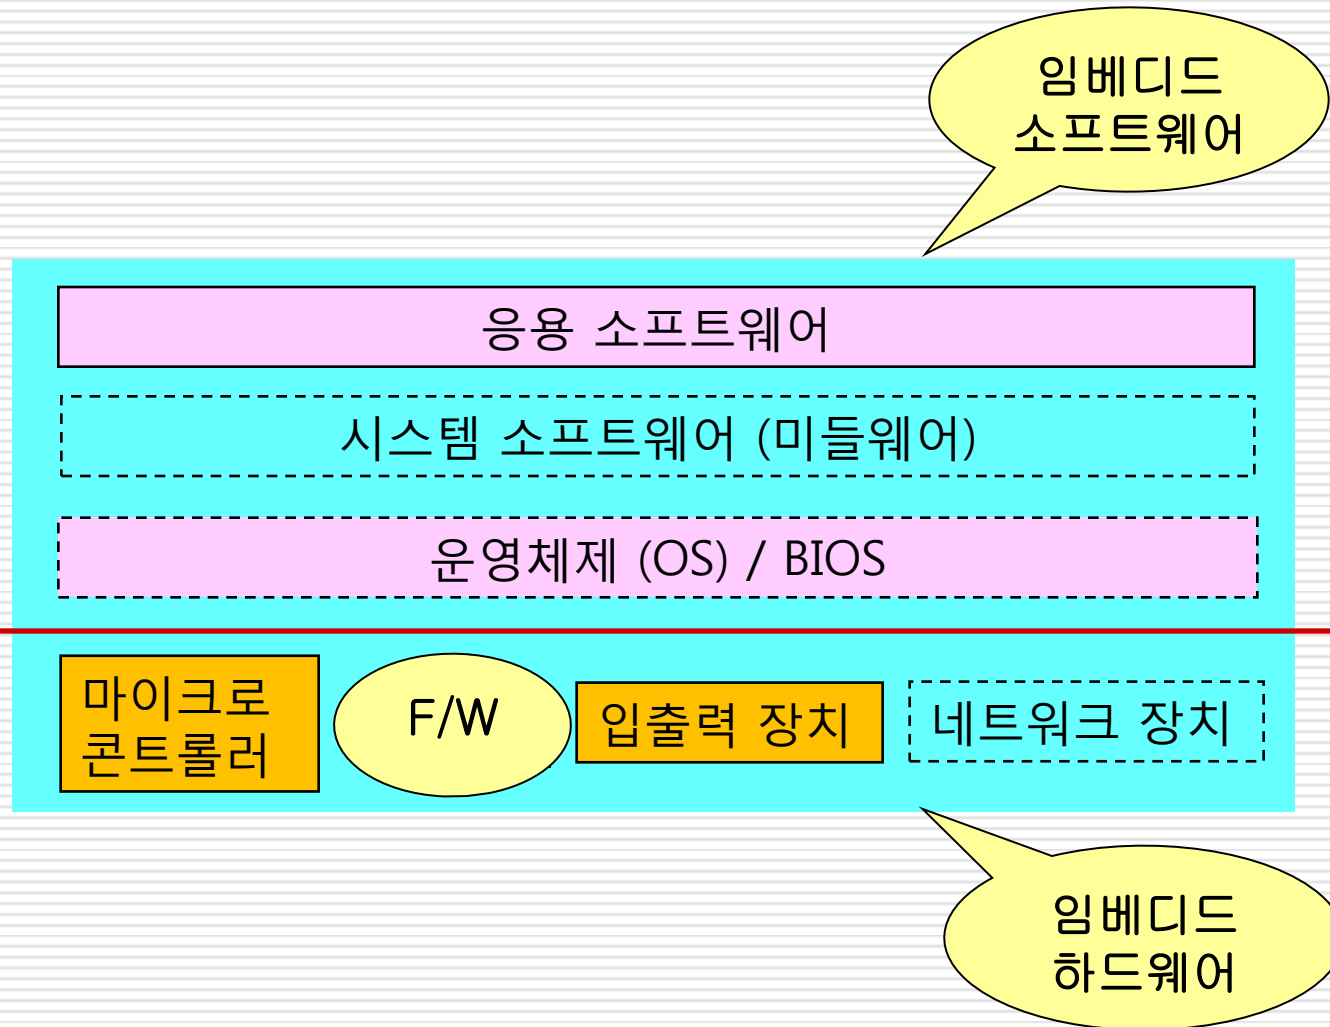 임베디드
소프트웨어
응용 소프트웨어
시스템 소프트웨어 (미들웨어)
운영체제 (OS) / BIOS
마이크로
콘트롤러
F/W
입출력 장치
네트워크 장치
임베디드
하드웨어